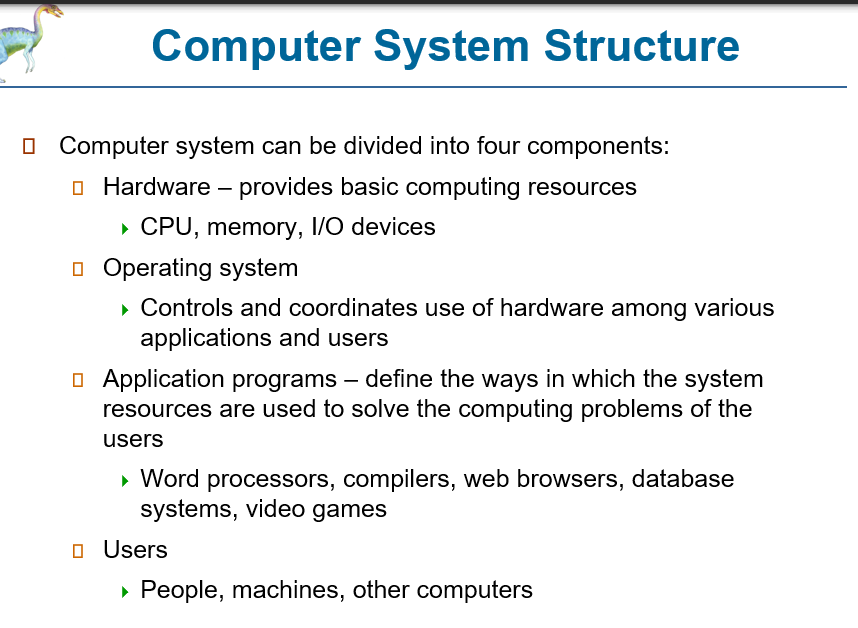 Computer System Structure
Computer system can be divided into four components:
Hardware – provides basic computing resources
CPU, memory, I/O devices
Operating system
Controls and coordinates use of hardware among various
applications and users
Application programs – define the ways in which the system
resources are used to solve the computing problems of the
users
Word processors, compilers, web browsers, database
systems, video games
Users
People, machines, other computers